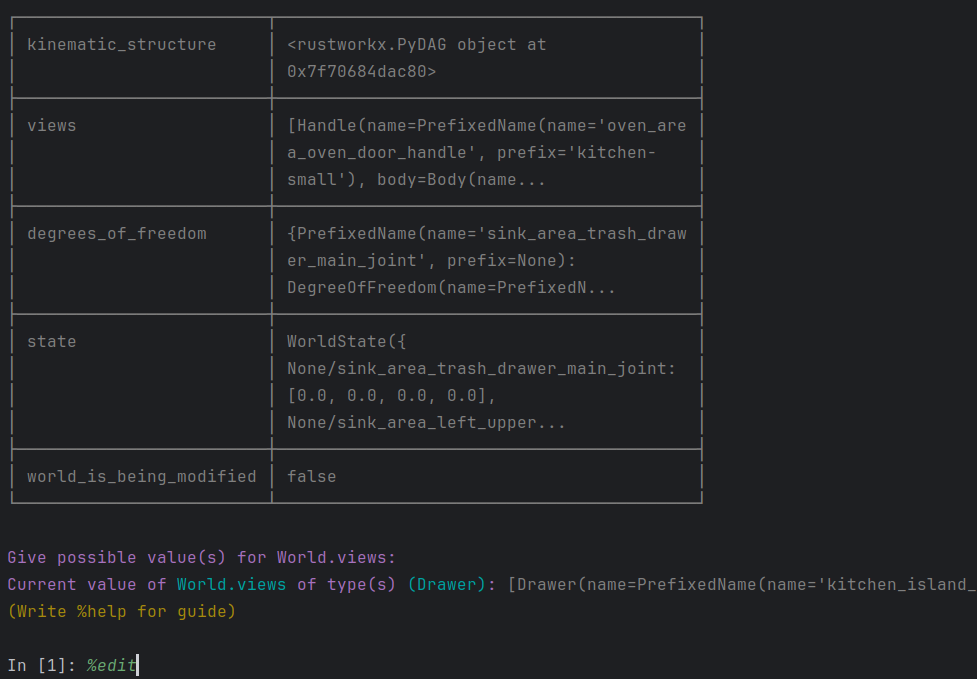 kinematic_structure <rustworkx.PyDAG object at
0x7f70684dac80>
views [Handle(name=PrefixedName(name='oven_are
a_oven_door_handle', prefix='kitchen-
small'), body=Body(name...
degrees_of_freedom {PrefixedName(name='sink_area_trash_draw
er_main_joint', prefix=None):
DegreeOfFreedom(name=PrefixedN...
state WorldState({
None/sink_area_trash_drawer_main_joint:
[0.0, 0.0, 0.0, 0.0],
None/sink_area_left_upper...
world_is_being_modified false
Give possible value(s) for World.views:
Current value of World.views of type(s) (Drawer): [Drawer(name=PrefixedName(name='kitchen_island_
(Write %help for guide)
In [1]: %edit